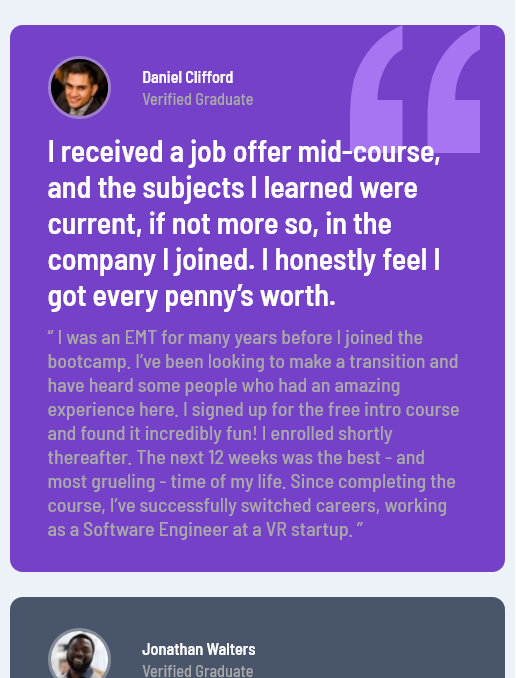 Daniel Clifford
Verified Graduate
I received a job offer mid-course,
and the subjects I learned were
current, if not more so, in the
company I joined. I honestly feel I
got every penny’s worth.
“ I was an EMT for many years before I joined the
bootcamp. I’ve been looking to make a transition and
have heard some people who had an amazing
experience here. I signed up for the free intro course
and found it incredibly fun! I enrolled shortly
thereafter. The next 12 weeks was the best - and
most grueling - time of my life. Since completing the
course, I’ve successfully switched careers, working
as a Software Engineer at a VR startup. ”
Jonathan Walters
Verified Graduate